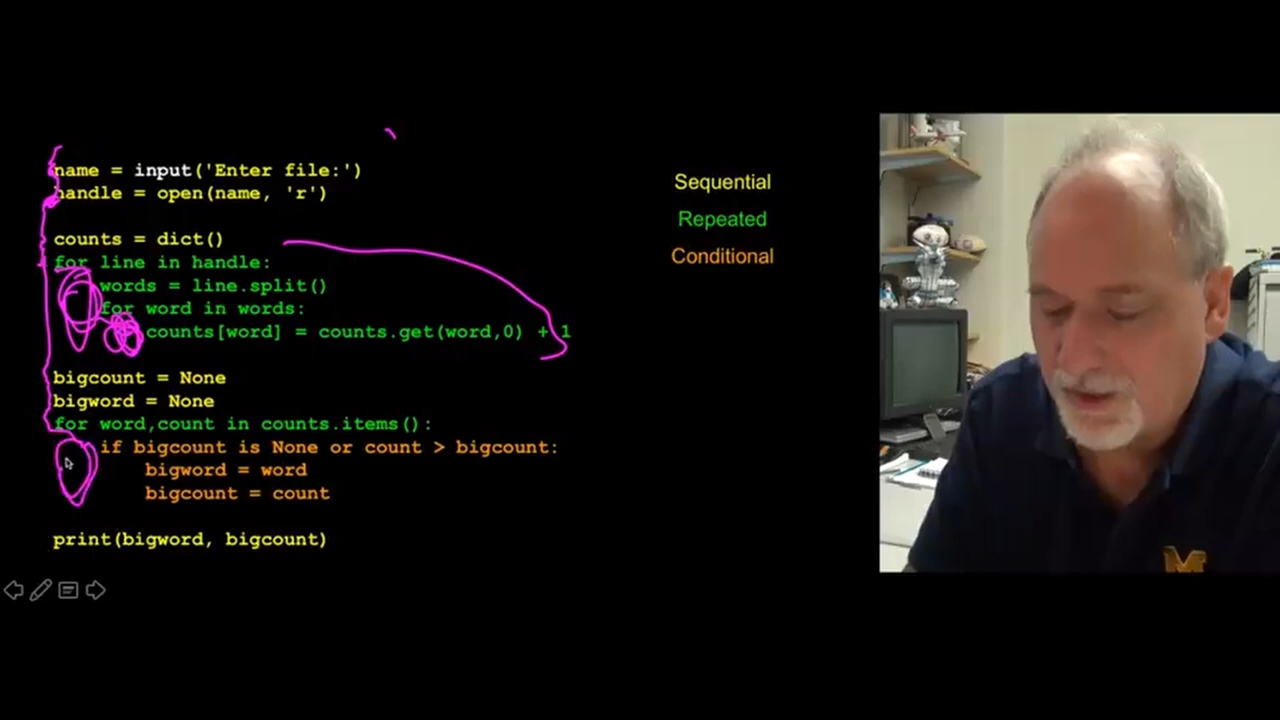 name = input('Enter file:')
handle = open(name, 'r')
counts = dict()
for line in handle:
words = line.split()
for word in words:
counts[word] = counts.get(word,0) + 1
bigcount = None
bigword = None
for word,count in counts.items():
if bigcount is None or count > bigcount:
bigword = word
bigcount = count
print(bigword, bigcount)
Sequential
Repeated
Conditional
M